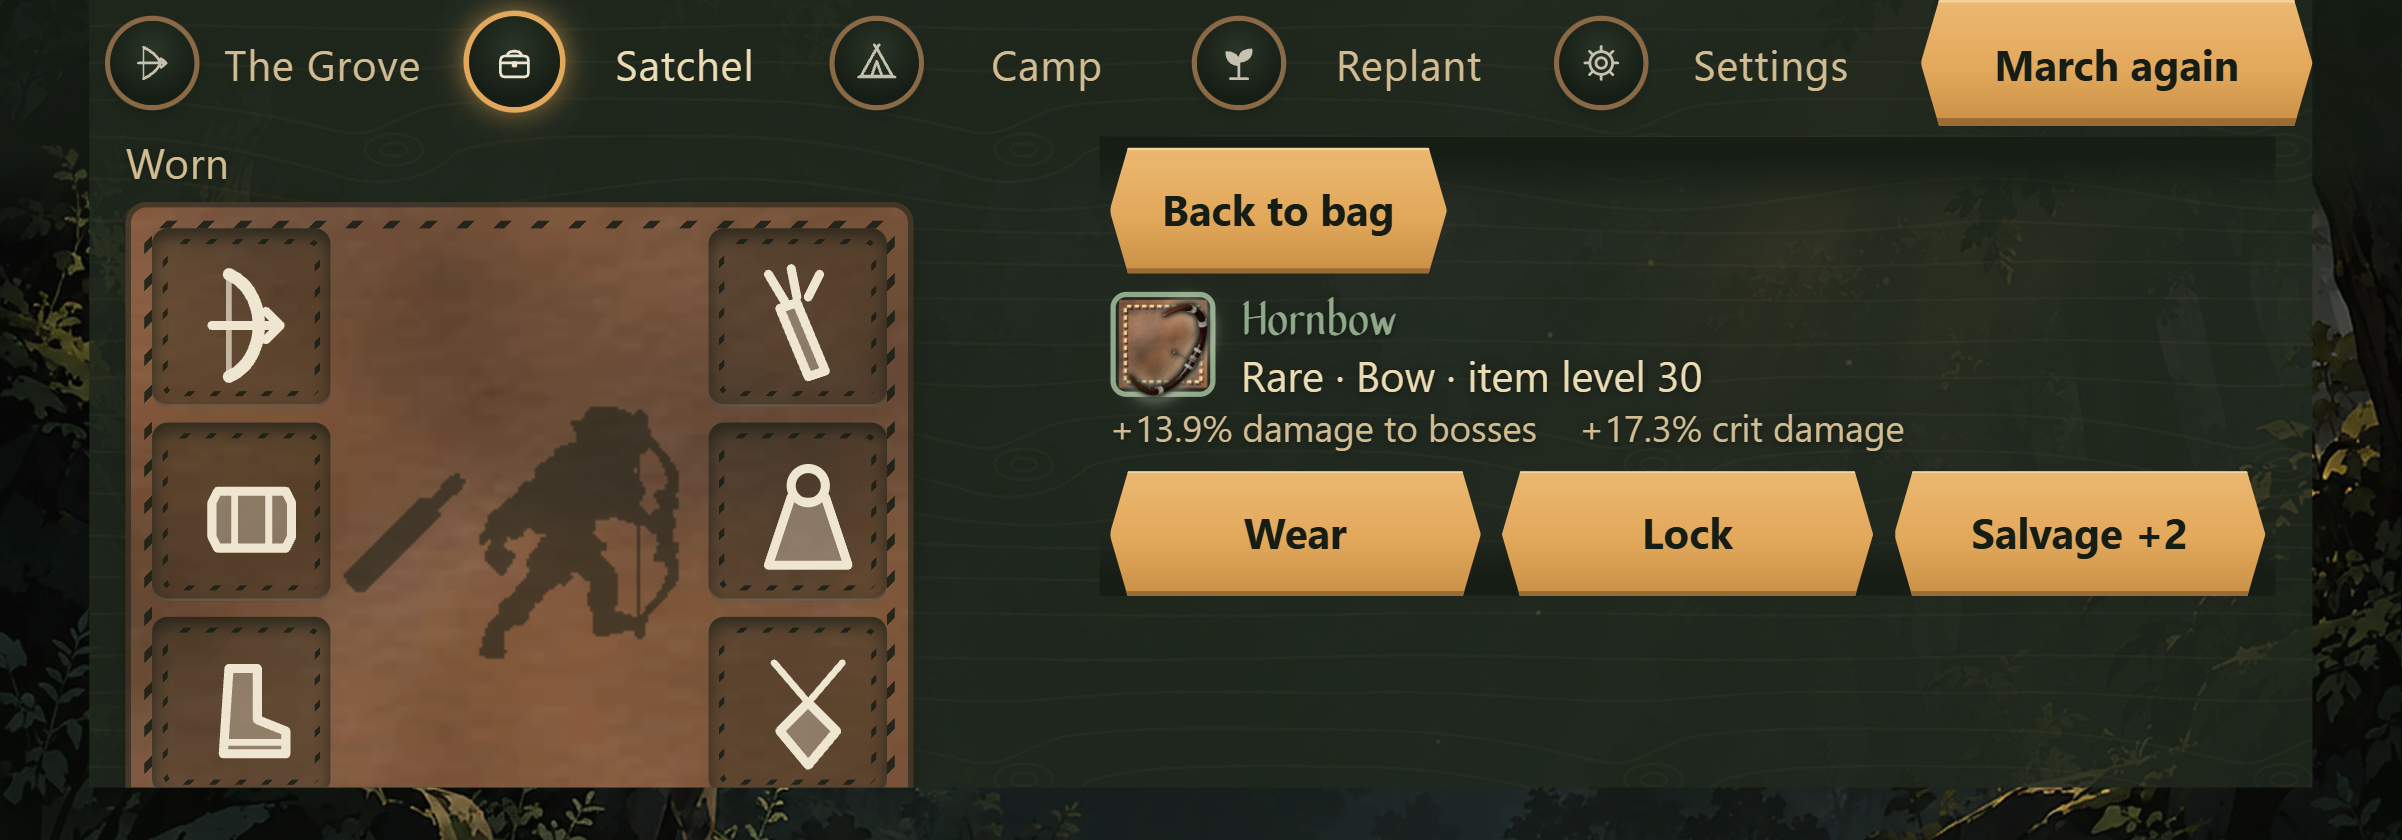 The Grove Satchel Camp Replant Settings March again
Worn
Back to bag
Hornbow
Rare · Bow · item level 30
+13.9% damage to bosses +17.3% crit damage
Wear Lock Salvage +2